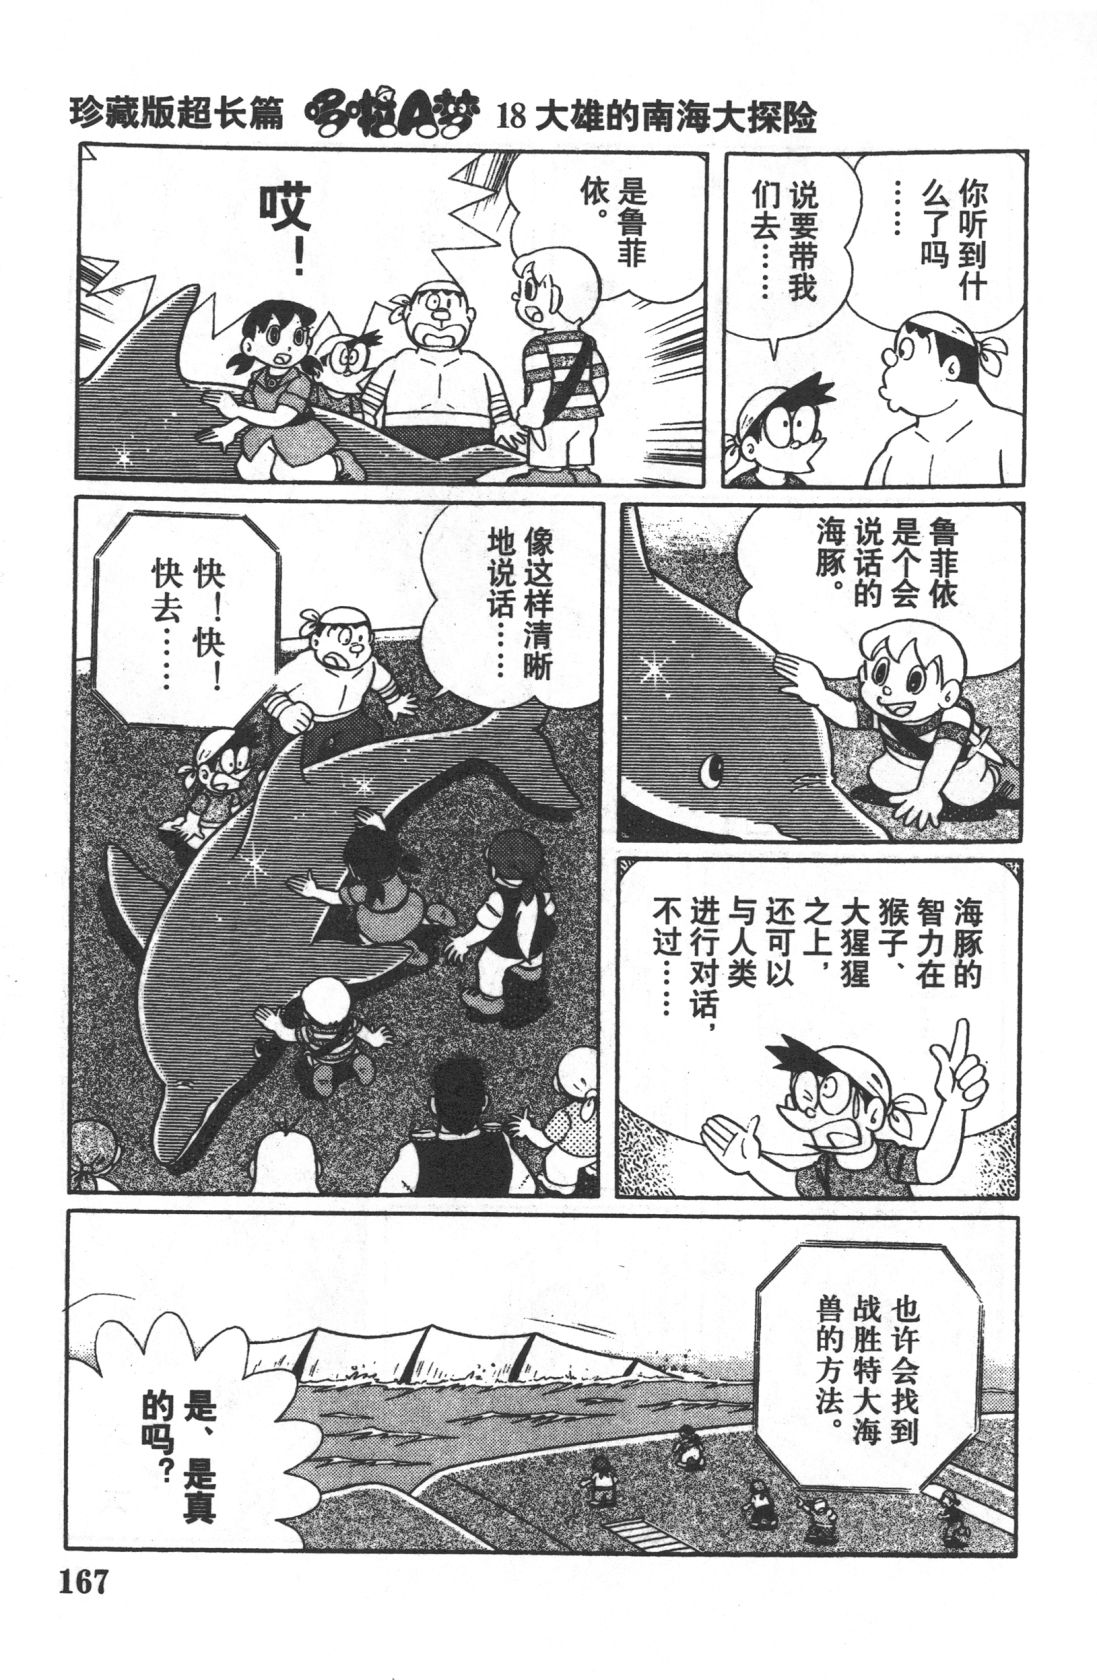 珍藏版超长篇 哆啦A梦 18 大雄的南海大探险
你听到什
么了吗
……
说要带我
们去……
是鲁菲
依。
哎！
鲁菲依
是个会
说话的
海豚。
像这样清晰
地说话……
快！快！
快去……
海豚的
智力在
猴子、
大猩猩
之上，
还可以
与人类
进行对话，
不过……
也许会找到
战胜特大海
兽的方法。
是、是真
的吗？
167